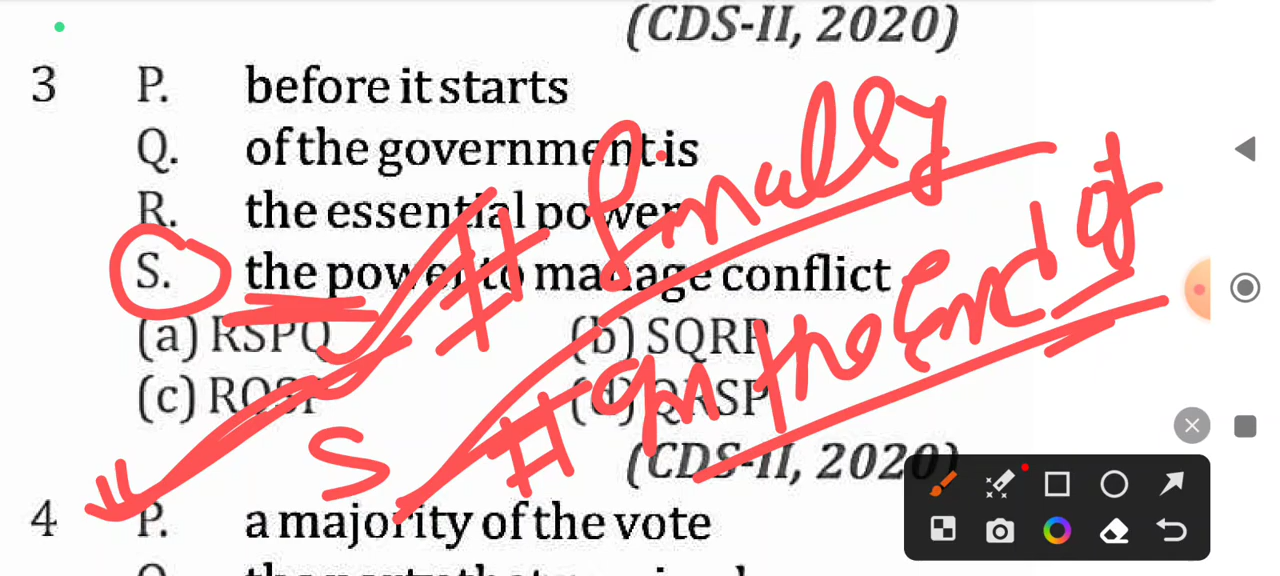 (CDS-II, 2020)
3 P. before it starts
Q. of the government is
R. the essential power
S. the power to manage conflict
(a) RSPQ (b) SQRP
(c) RQSP (d) QRSP
(CDS-II, 2020)
4 P. a majority of the vote
# finally
# In the End of
S